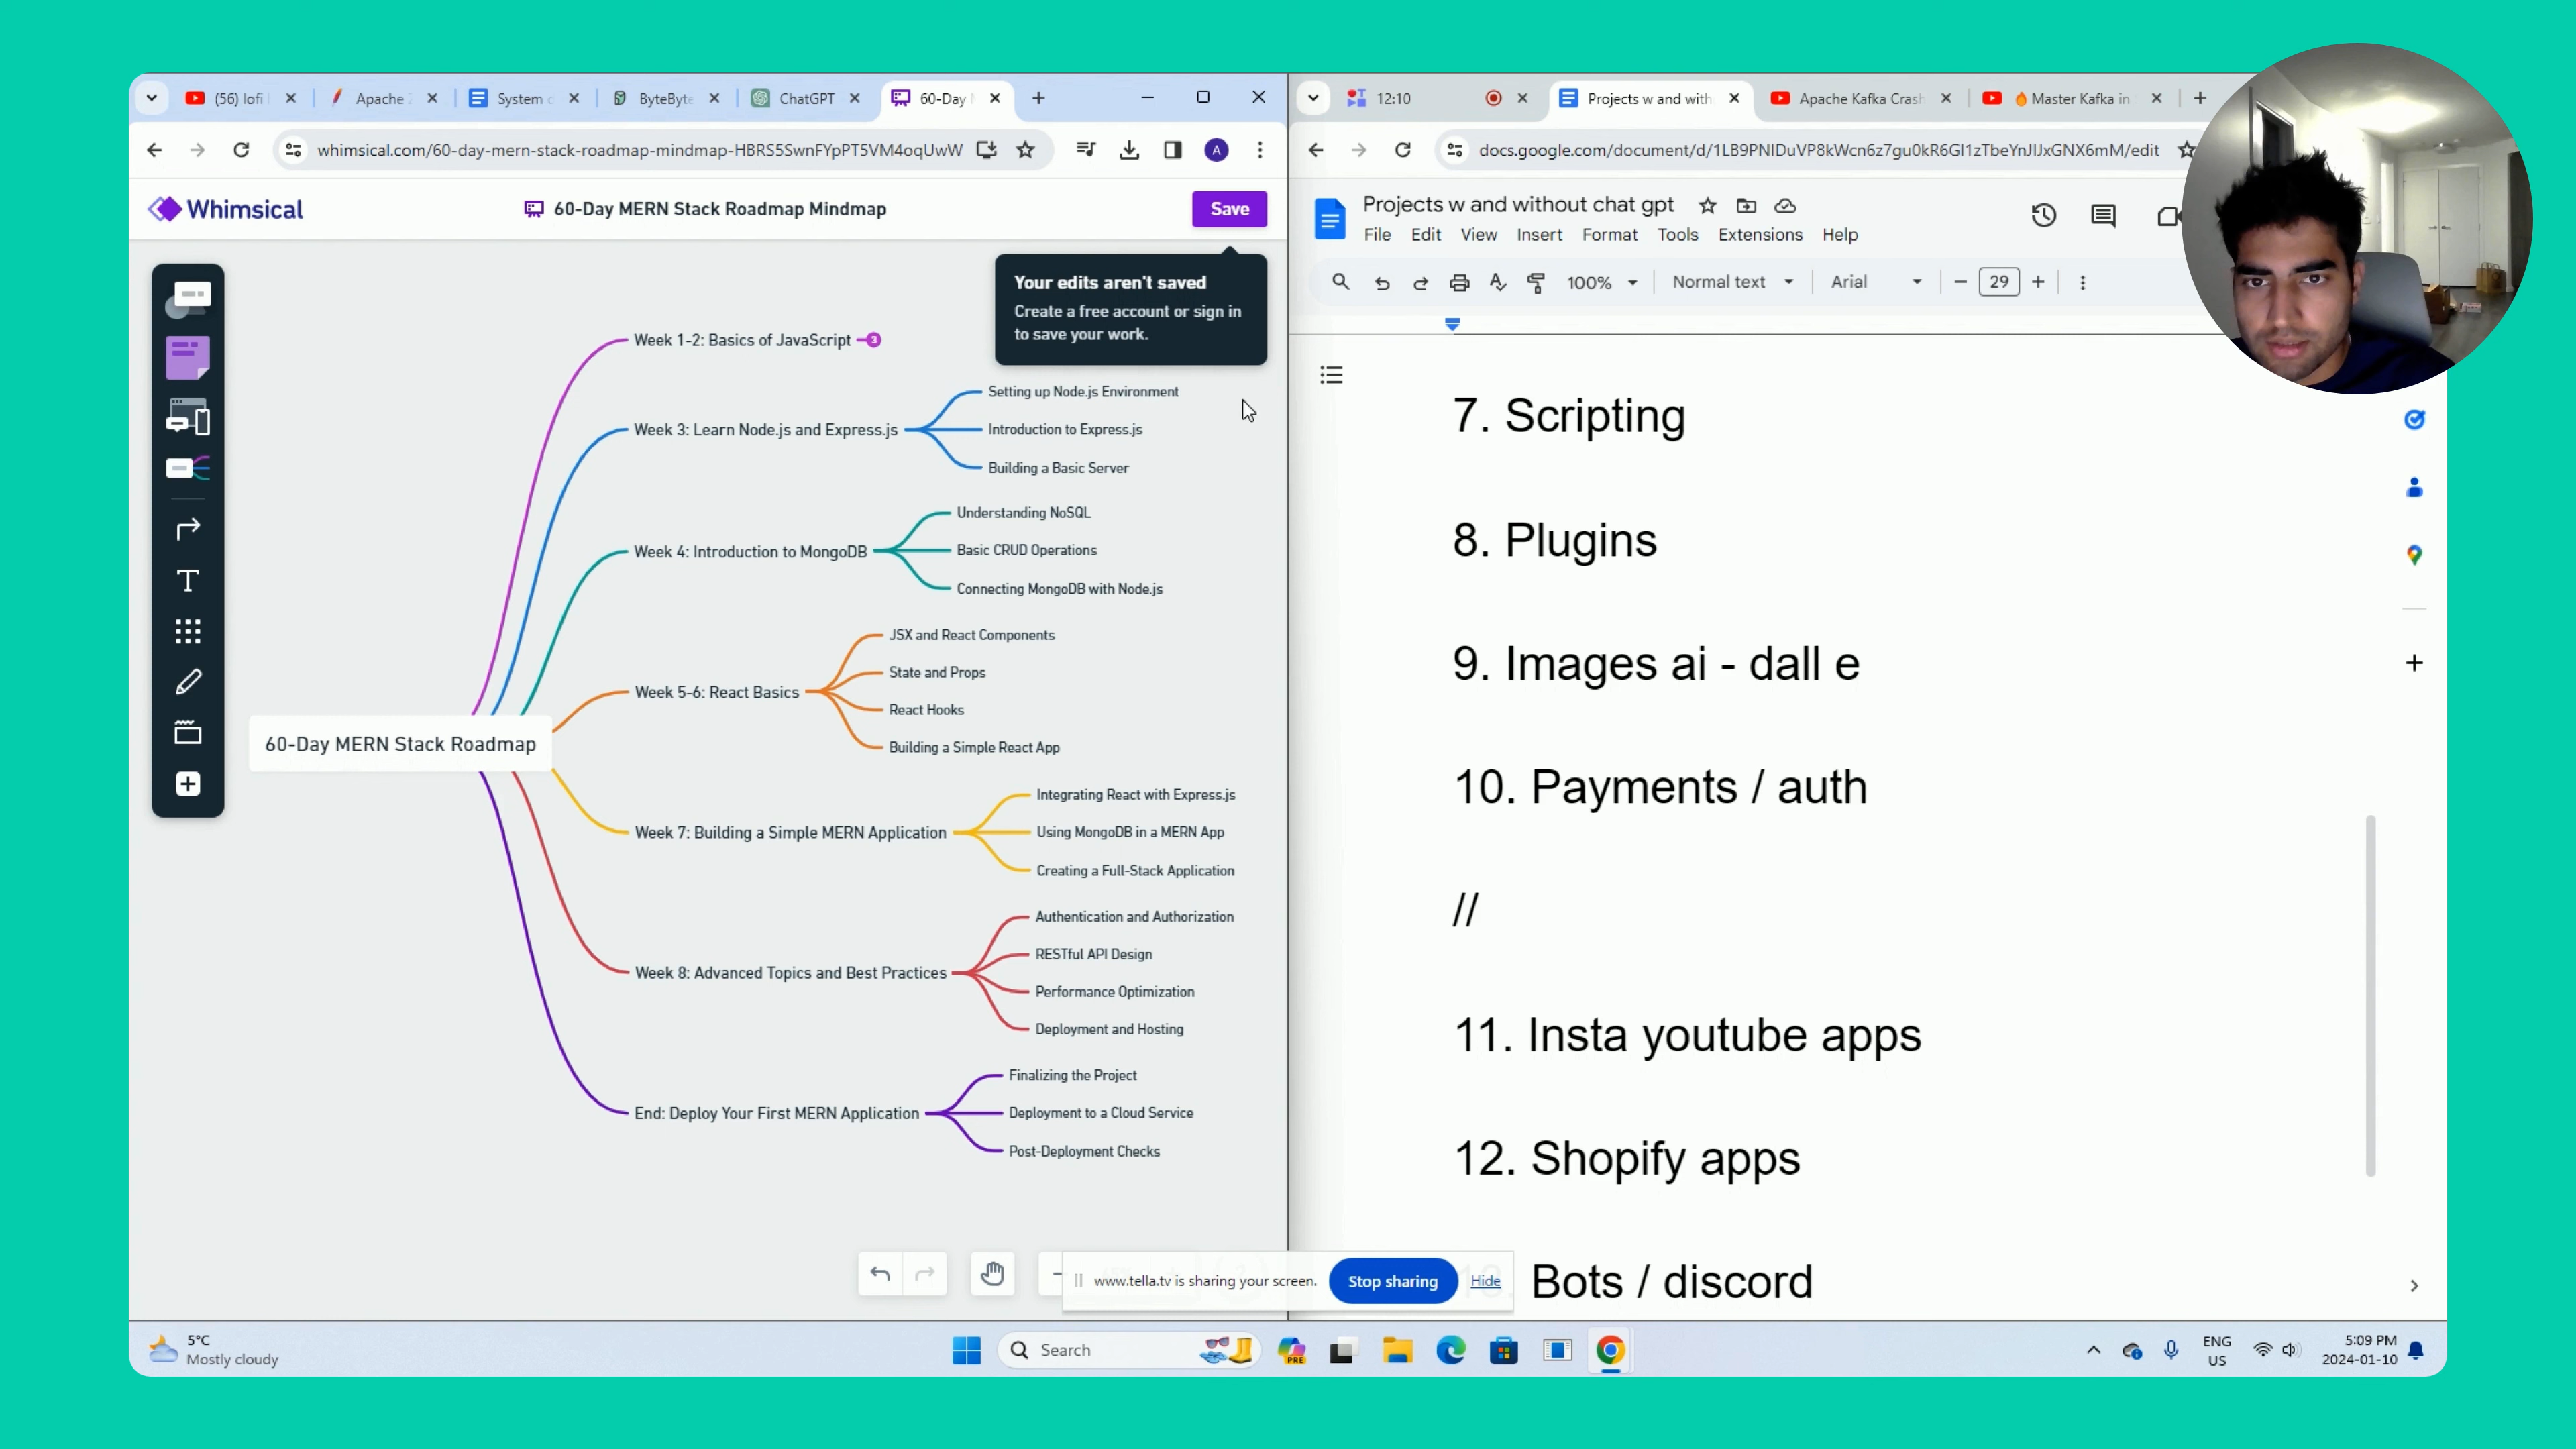 (56) lofi
Apache
System
ByteByte
ChatGPT
60-Day
whimsical.com/60-day-mern-stack-roadmap-mindmap-HBRS5SwnFYpPT5VM4oqUwW
A
Whimsical
60-Day MERN Stack Roadmap Mindmap
Save
Your edits aren't saved
Create a free account or sign in
to save your work.
Week 1-2: Basics of JavaScript
3
Week 3: Learn Node.js and Express.js
Setting up Node.js Environment
Introduction to Express.js
Building a Basic Server
Week 4: Introduction to MongoDB
Understanding NoSQL
Basic CRUD Operations
Connecting MongoDB with Node.js
Week 5-6: React Basics
JSX and React Components
State and Props
React Hooks
Building a Simple React App
60-Day MERN Stack Roadmap
Week 7: Building a Simple MERN Application
Integrating React with Express.js
Using MongoDB in a MERN App
Creating a Full-Stack Application
Week 8: Advanced Topics and Best Practices
Authentication and Authorization
RESTful API Design
Performance Optimization
Deployment and Hosting
End: Deploy Your First MERN Application
Finalizing the Project
Deployment to a Cloud Service
Post-Deployment Checks
12:10
Projects w and with
Apache Kafka Crash
Master Kafka in
docs.google.com/document/d/1LB9PNIDuVP8kWcn6z7gu0kR6GI1zTbeYnJIJxGNX6mM/edit
Projects w and without chat gpt
File Edit View Insert Format Tools Extensions Help
100% Normal text Arial 29
7. Scripting
8. Plugins
9. Images ai - dall e
10. Payments / auth
//
11. Insta youtube apps
12. Shopify apps
Bots / discord
www.tella.tv is sharing your screen. Stop sharing Hide
5°C
Mostly cloudy
Search
PRE
ENG
US
5:09 PM
2024-01-10